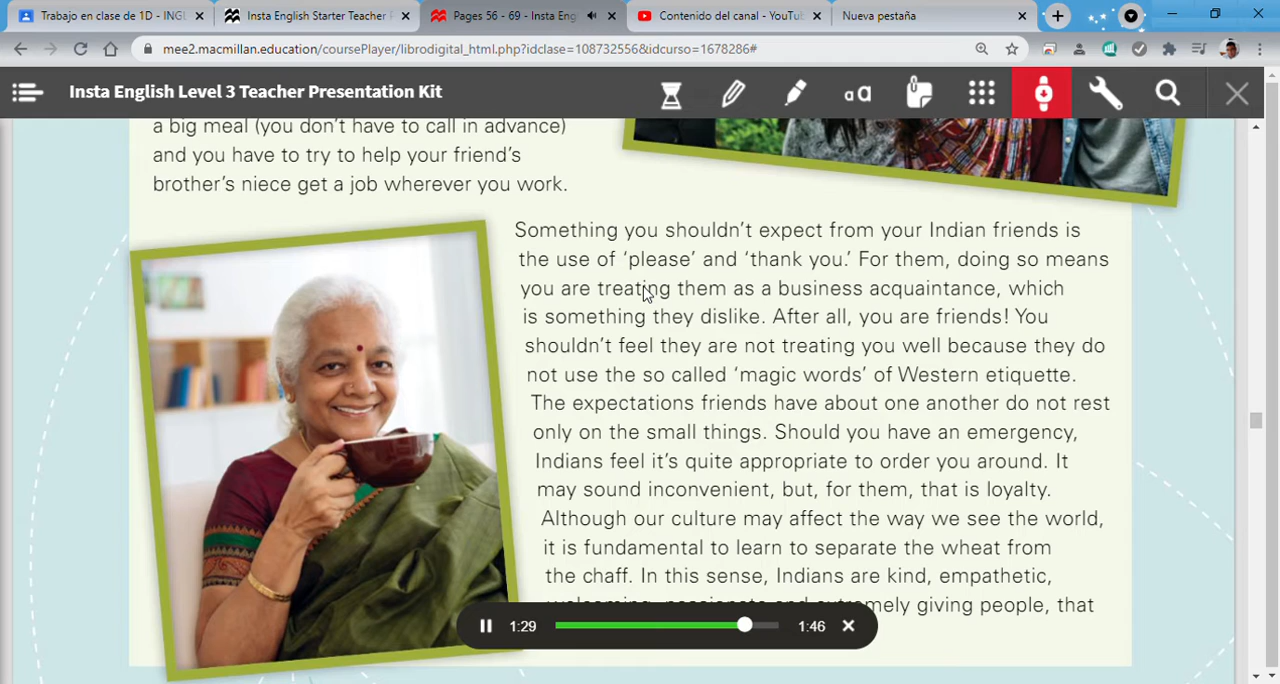 Trabajo en clase de 1D - INGL
Insta English Starter Teacher P
Pages 56 - 69 - Insta Eng
Contenido del canal - YouTu
Nueva pestaña
mee2.macmillan.education/coursePlayer/librodigital_html.php?idclase=108732556&idcurso=1678286#
Insta English Level 3 Teacher Presentation Kit
a big meal (you don't have to call in advance)
and you have to try to help your friend's
brother's niece get a job wherever you work.
Something you shouldn't expect from your Indian friends is
the use of 'please' and 'thank you.' For them, doing so means
you are treating them as a business acquaintance, which
is something they dislike. After all, you are friends! You
shouldn't feel they are not treating you well because they do
not use the so called 'magic words' of Western etiquette.
The expectations friends have about one another do not rest
only on the small things. Should you have an emergency,
Indians feel it's quite appropriate to order you around. It
may sound inconvenient, but, for them, that is loyalty.
Although our culture may affect the way we see the world,
it is fundamental to learn to separate the wheat from
the chaff. In this sense, Indians are kind, empathetic,
welcoming, passionate and extremely giving people, that
1:29
1:46